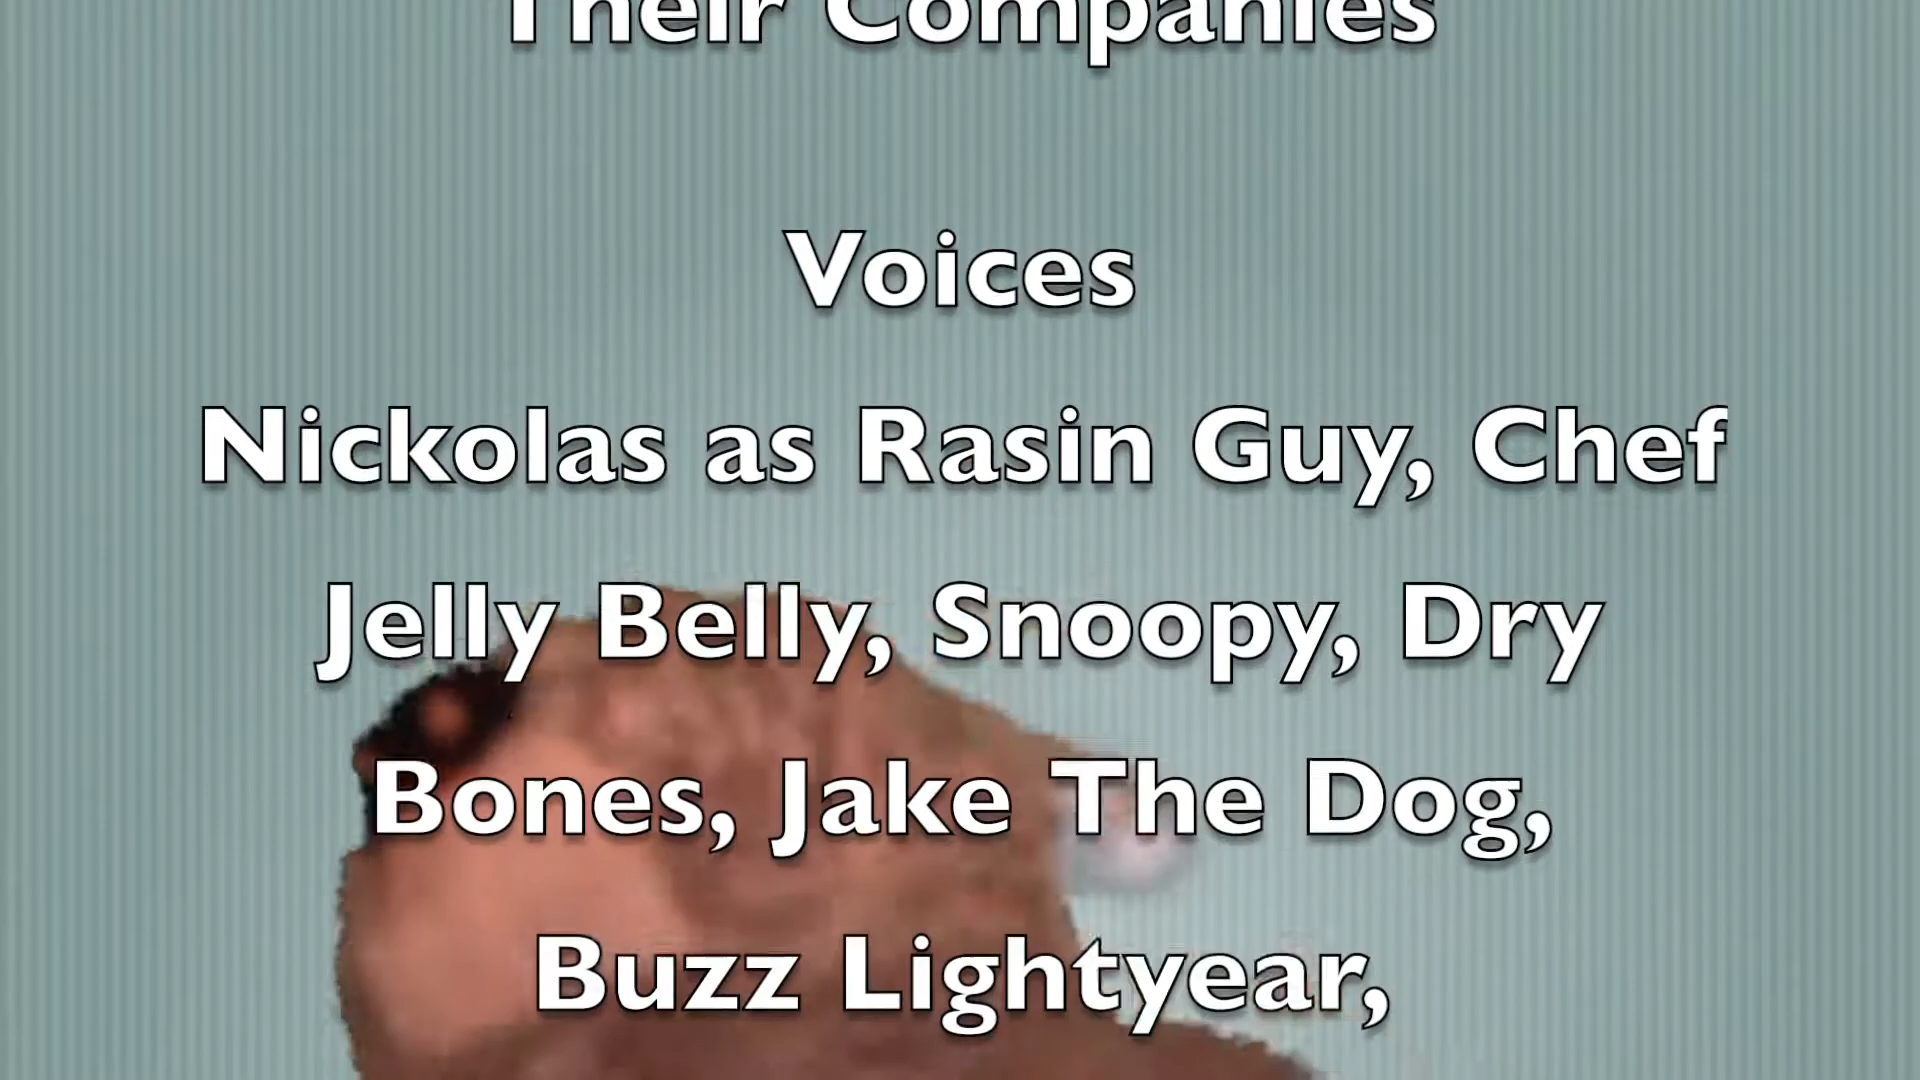 Their Companies
Voices
Nickolas as Rasin Guy, Chef
Jelly Belly, Snoopy, Dry
Bones, Jake The Dog,
Buzz Lightyear,